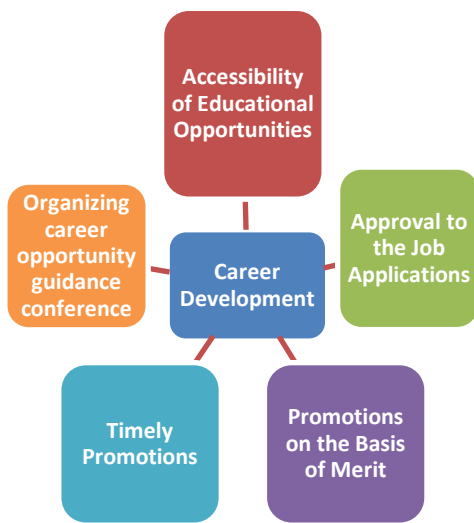 Accessibility
of Educational
Opportunities
Organizing
career
opportunity
guidance
conference
Approval to
the Job
Applications
Career
Development
Timely
Promotions
Promotions
on the Basis
of Merit